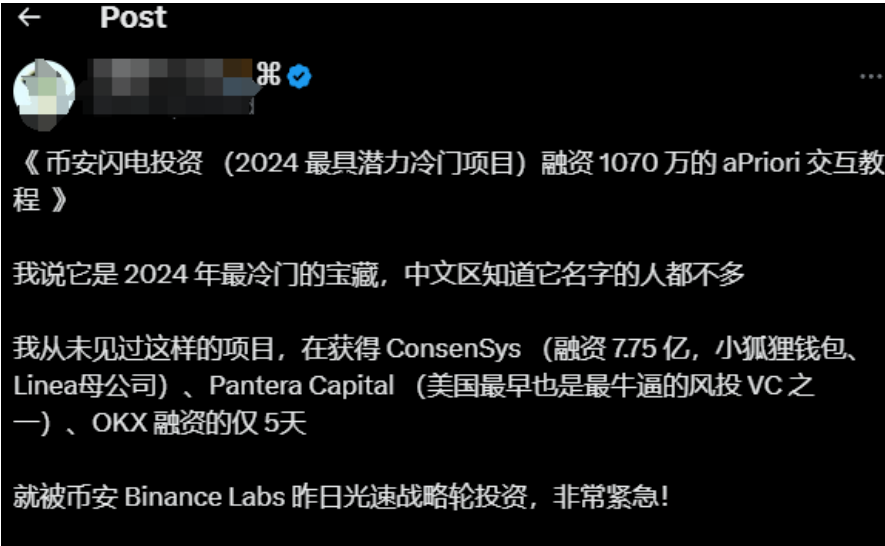 Post
《 币安闪电投资 （2024 最具潜力冷门项目）融资 1070 万的 aPriori 交互教
程 》
我说它是 2024 年最冷门的宝藏，中文区知道它名字的人都不多
我从未见过这样的项目，在获得 ConsenSys （融资 7.75 亿，小狐狸钱包、
Linea母公司）、Pantera Capital （美国最早也是最牛逼的风投 VC 之
一）、OKX 融资的仅 5天
就被币安 Binance Labs 昨日光速战略轮投资，非常紧急！